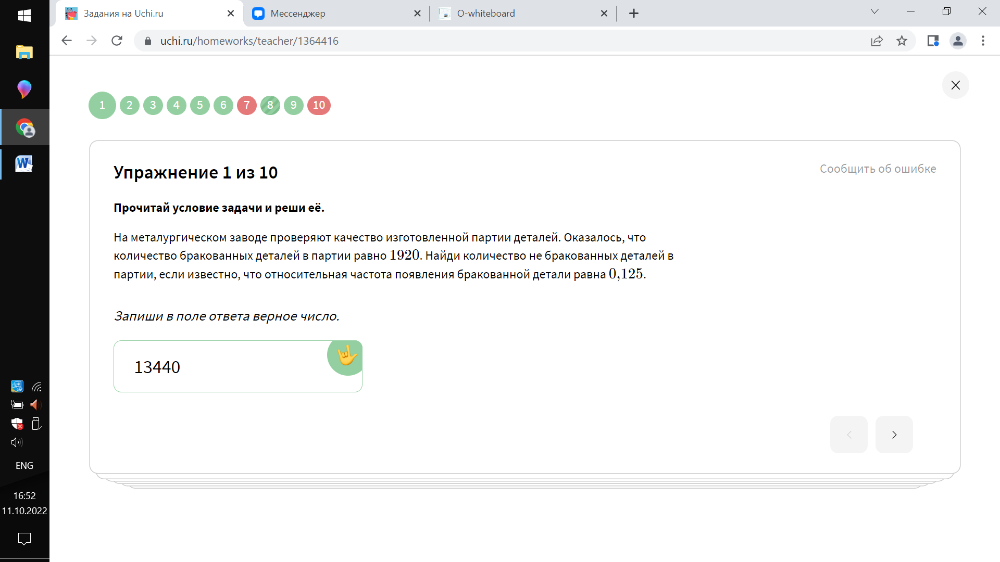 Задания на Uchi.ru
Мессенджер
O-whiteboard
uchi.ru/homeworks/teacher/1364416
1 2 3 4 5 6 7 8 9 10
Упражнение 1 из 10
Сообщить об ошибке
Прочитай условие задачи и реши её.
На металургическом заводе проверяют качество изготовленной партии деталей. Оказалось, что
количество бракованных деталей в партии равно 1920. Найди количество не бракованных деталей в
партии, если известно, что относительная частота появления бракованной детали равна 0,125.
Запиши в поле ответа верное число.
13440
W
ENG
16:52
11.10.2022